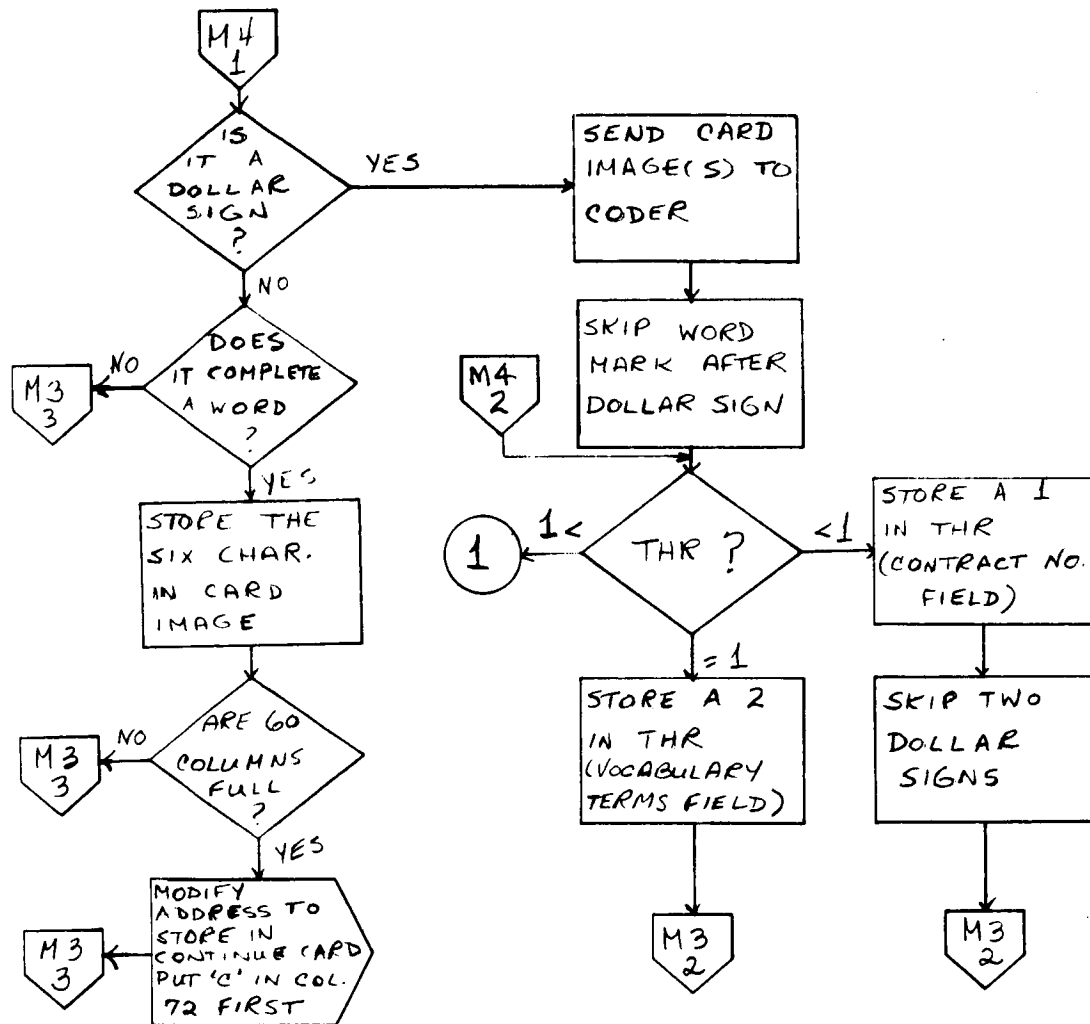 M4
1
IS
IT A
DOLLAR
SIGN
?
YES
NO
DOES
IT COMPLETE
A WORD
?
NO
M3
3
YES
STORE THE
SIX CHAR.
IN CARD
IMAGE
ARE 60
COLUMNS
FULL
?
NO
M3
3
YES
MODIFY
ADDRESS TO
STORE IN
CONTINUE CARD
PUT 'C' IN COL.
72 FIRST
M3
3
SEND CARD
IMAGE(S) TO
CODER
SKIP WORD
MARK AFTER
DOLLAR SIGN
M4
2
THR ?
1<
1
<1
= 1
STORE A 2
IN THR
(VOCABULARY
TERMS FIELD)
M3
2
STORE A 1
IN THR
(CONTRACT NO.
FIELD)
SKIP TWO
DOLLAR
SIGNS
M3
2